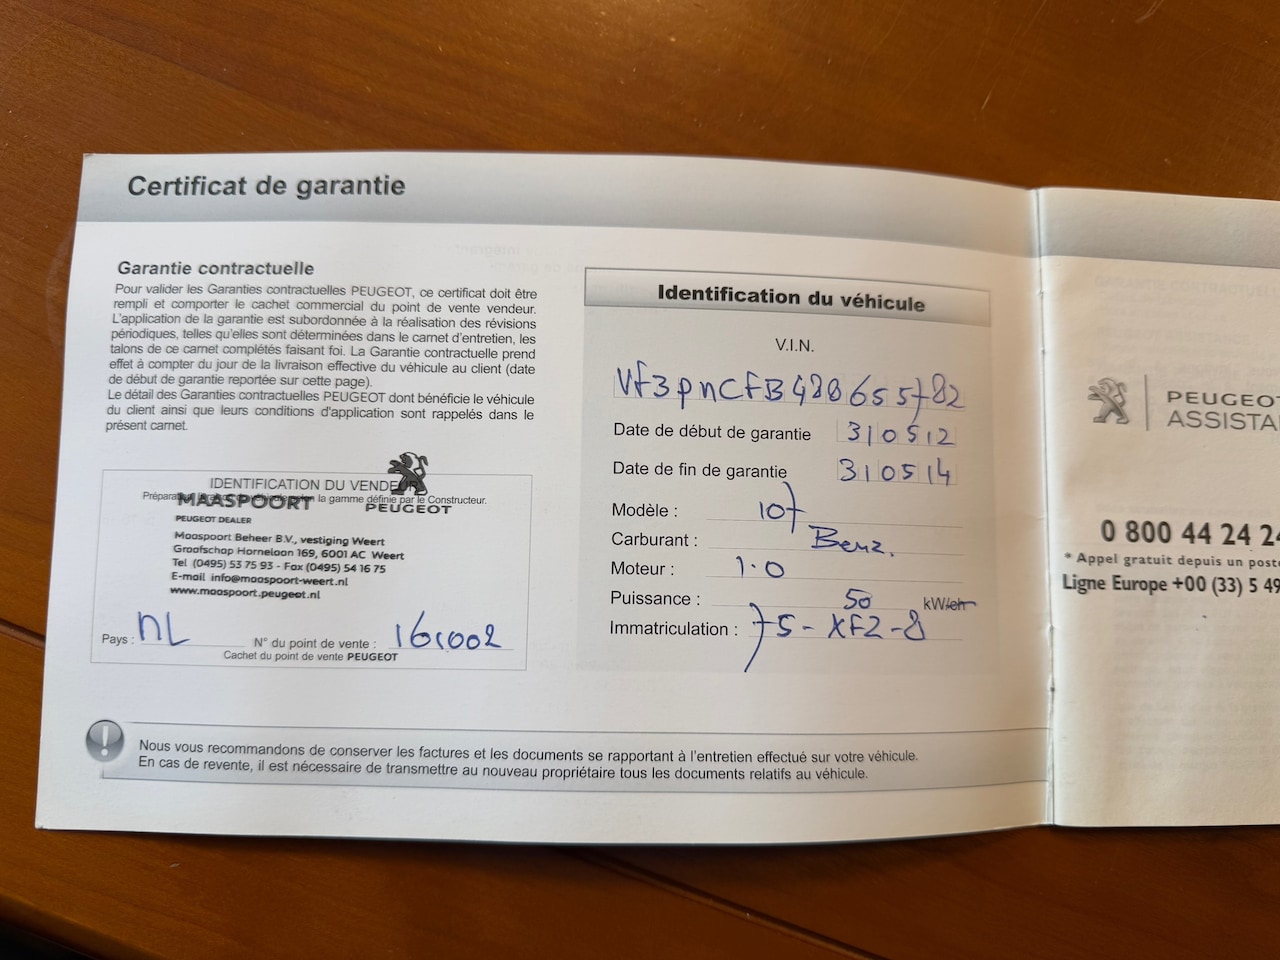 Certificat de garantie
Garantie contractuelle
Pour valider les Garanties contractuelles PEUGEOT, ce certificat doit être
rempli et comporter le cachet commercial du point de vente vendeur.
L'application de la garantie est subordonnée à la réalisation des révisions
périodiques, telles qu'elles sont déterminées dans le carnet d'entretien, les
talons de ce carnet complétés faisant foi. La Garantie contractuelle prend
effet à compter du jour de la livraison effective du véhicule au client (date
de début de garantie reportée sur cette page).
Le détail des Garanties contractuelles PEUGEOT dont bénéficie le véhicule
du client ainsi que leurs conditions d'application sont rappelés dans le
présent carnet.
IDENTIFICATION DU VENDEUR
la gamme définie par le Constructeur.
MAASPOORT
PEUGEOT
PEUGEOT DEALER
Maaspoort Beheer B.V., vestiging Weert
Graafschap Hornelaan 169, 6001 AC Weert
Tel (0495) 53 75 93 - Fax (0495) 54 16 75
E-mail info@maaspoort-weert.nl
www.maaspoort.peugeot.nl
Pays : NL N° du point de vente : 161002
Cachet du point de vente PEUGEOT
Identification du véhicule
V.I.N.
Vf3pnCfB488655782
Date de début de garantie 310512
Date de fin de garantie 310514
Modèle : 107
Carburant : Benz.
Moteur : 1.0
Puissance : 50 kW/ch
Immatriculation : 75-XFZ-8
Nous vous recommandons de conserver les factures et les documents se rapportant à l'entretien effectué sur votre véhicule.
En cas de revente, il est nécessaire de transmettre au nouveau propriétaire tous les documents relatifs au véhicule.
PEUGEOT
ASSISTA
0 800 44 24 24
* Appel gratuit depuis un poste
Ligne Europe +00 (33) 5 49